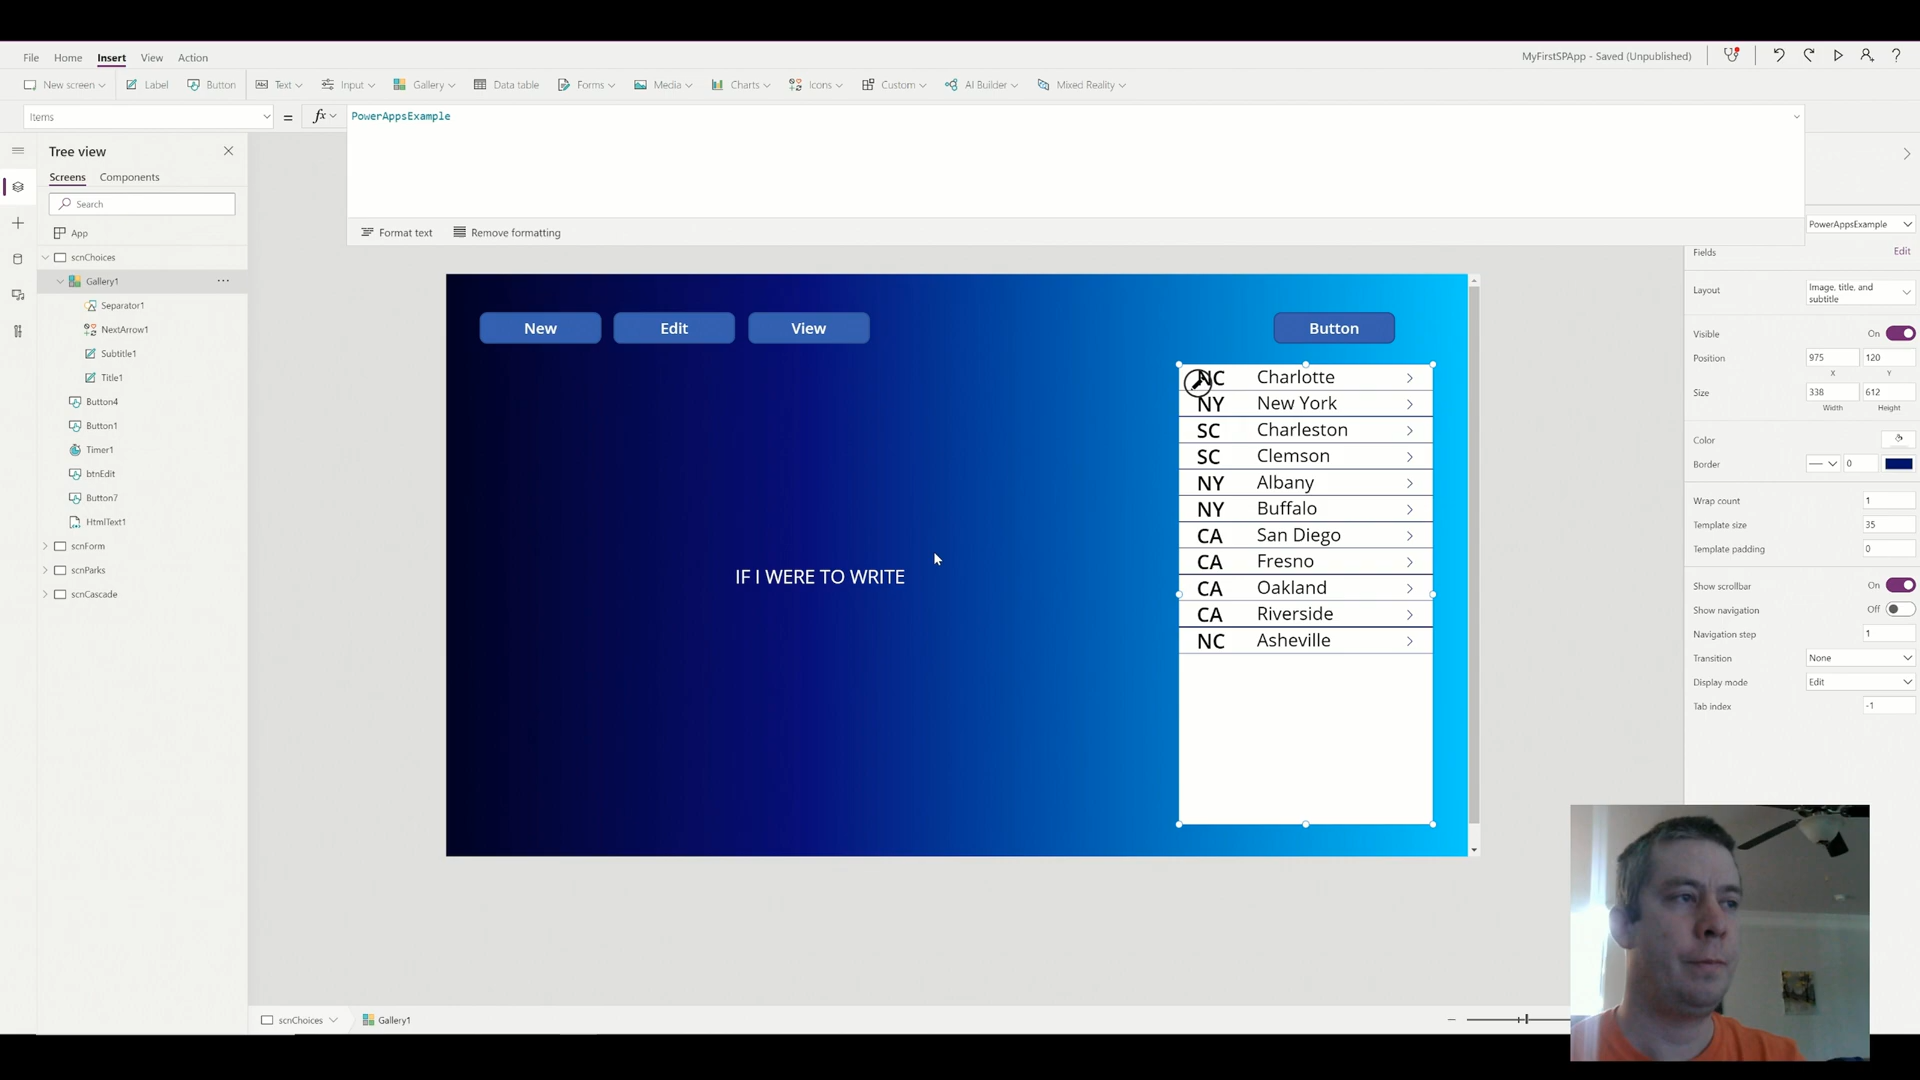 File Home Insert View Action
MyFirstSPApp - Saved (Unpublished)
New screen Label Button Text Input Gallery Data table Forms Media Charts Icons Custom AI Builder Mixed Reality
Items = fx PowerAppsExample
Format text Remove formatting
Tree view
Screens Components
Search
App
scnChoices
Gallery1
Separator1
NextArrow1
Subtitle1
Title1
Button4
Button1
Timer1
btnEdit
Button7
HtmlText1
scnForm
scnParks
scnCascade
New Edit View Button
IF I WERE TO WRITE
NC Charlotte
NY New York
SC Charleston
SC Clemson
NY Albany
NY Buffalo
CA San Diego
CA Fresno
CA Oakland
CA Riverside
NC Asheville
PowerAppsExample
Fields Edit
Layout Image, title, and
subtitle
Visible On
Position 975 120
X Y
Size 338 612
Width Height
Color
Border 0
Wrap count 1
Template size 35
Template padding 0
Show scrollbar On
Show navigation Off
Navigation step 1
Transition None
Display mode Edit
Tab index -1
scnChoices Gallery1